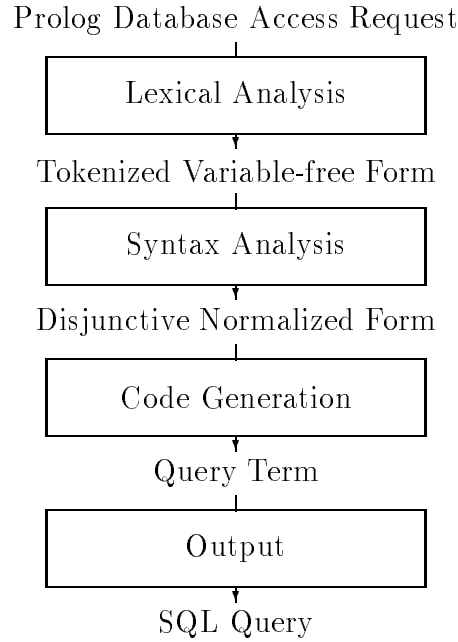 Prolog Database Access Request
Lexical Analysis
Tokenized Variable-free Form
Syntax Analysis
Disjunctive Normalized Form
Code Generation
Query Term
Output
SQL Query